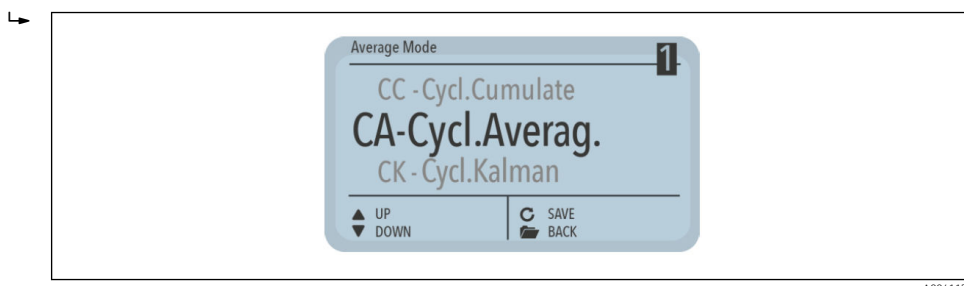 Average Mode
1
CC - Cycl.Cumulate
CA-Cycl.Averag.
CK - Cycl.Kalman
UP
SAVE
DOWN
BACK